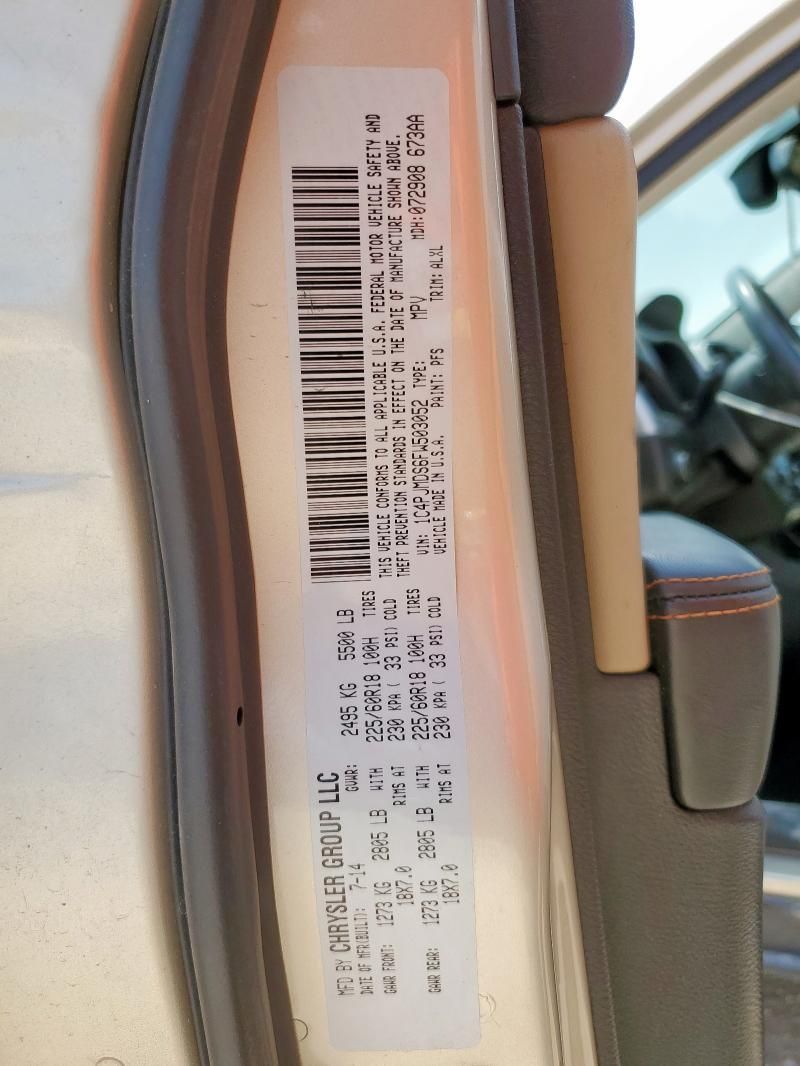 MFD BY CHRYSLER GROUP LLC
DATE OF MFR(BUILT): 7-14 GVWR: 2495 KG 5500 LB
GAWR FRONT: 1273 KG 2805 LB WITH 225/60R18 100H TIRES
18X7.0 RIMS AT 230 KPA ( 33 PSI) COLD
GAWR REAR: 1273 KG 2805 LB WITH 225/60R18 100H TIRES
18X7.0 RIMS AT 230 KPA ( 33 PSI) COLD
THIS VEHICLE CONFORMS TO ALL APPLICABLE U.S.A. FEDERAL MOTOR VEHICLE SAFETY AND
THEFT PREVENTION STANDARDS IN EFFECT ON THE DATE OF MANUFACTURE SHOWN ABOVE.
VIN: 1C4PJMDS6FW503052 TYPE: MPV MDH:072908 673AA
VEHICLE MADE IN U.S.A. PAINT: PFS TRIM: ALXL